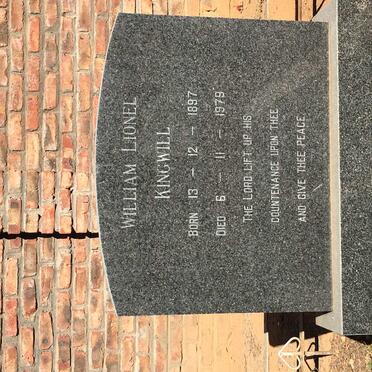 WILLIAM LIONEL
KINGWILL
BORN 13 – 12 – 1897
DIED 6 – 11 – 1979
THE LORD LIFT UP HIS
COUNTENANCE UPON THEE
AND GIVE THEE PEACE